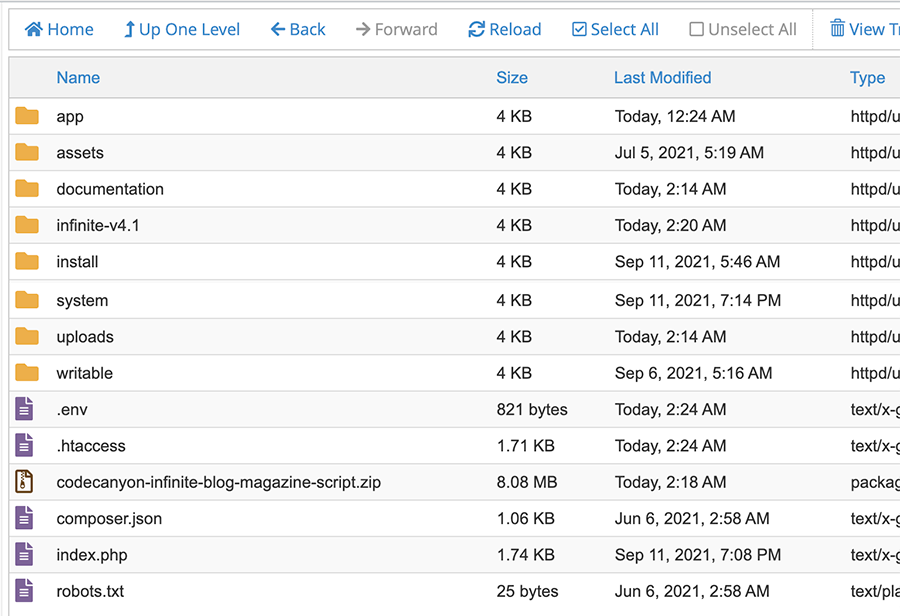 Home Up One Level Back Forward Reload Select All Unselect All View
Name Size Last Modified Type
app 4 KB Today, 12:24 AM httpd/u
assets 4 KB Jul 5, 2021, 5:19 AM httpd/u
documentation 4 KB Today, 2:14 AM httpd/u
infinite-v4.1 4 KB Today, 2:20 AM httpd/u
install 4 KB Sep 11, 2021, 5:46 AM httpd/u
system 4 KB Sep 11, 2021, 7:14 PM httpd/u
uploads 4 KB Today, 2:14 AM httpd/u
writable 4 KB Sep 6, 2021, 5:16 AM httpd/u
.env 821 bytes Today, 2:24 AM text/x-g
.htaccess 1.71 KB Today, 2:24 AM text/x-g
codecanyon-infinite-blog-magazine-script.zip 8.08 MB Today, 2:18 AM packag
composer.json 1.06 KB Jun 6, 2021, 2:58 AM text/x-g
index.php 1.74 KB Sep 11, 2021, 7:08 PM text/x-g
robots.txt 25 bytes Jun 6, 2021, 2:58 AM text/pla